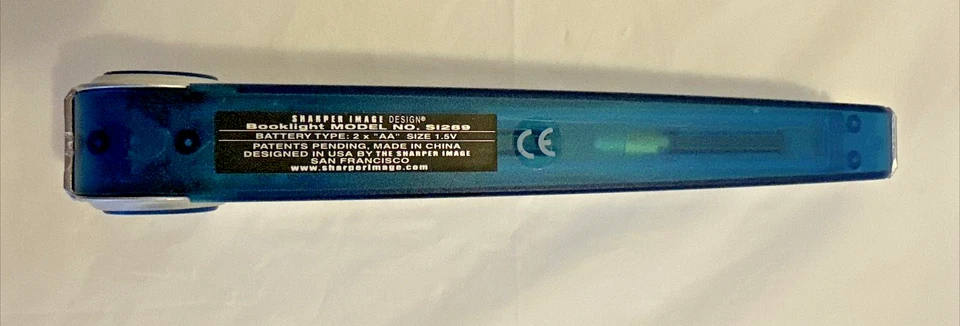 SHARPER IMAGE DESIGN®
Booklight MODEL NO. SI289
BATTERY TYPE: 2 x "AA" SIZE 1.5V
PATENTS PENDING, MADE IN CHINA
DESIGNED IN USA BY THE SHARPER IMAGE
SAN FRANCISCO
www.sharperimage.com
CE